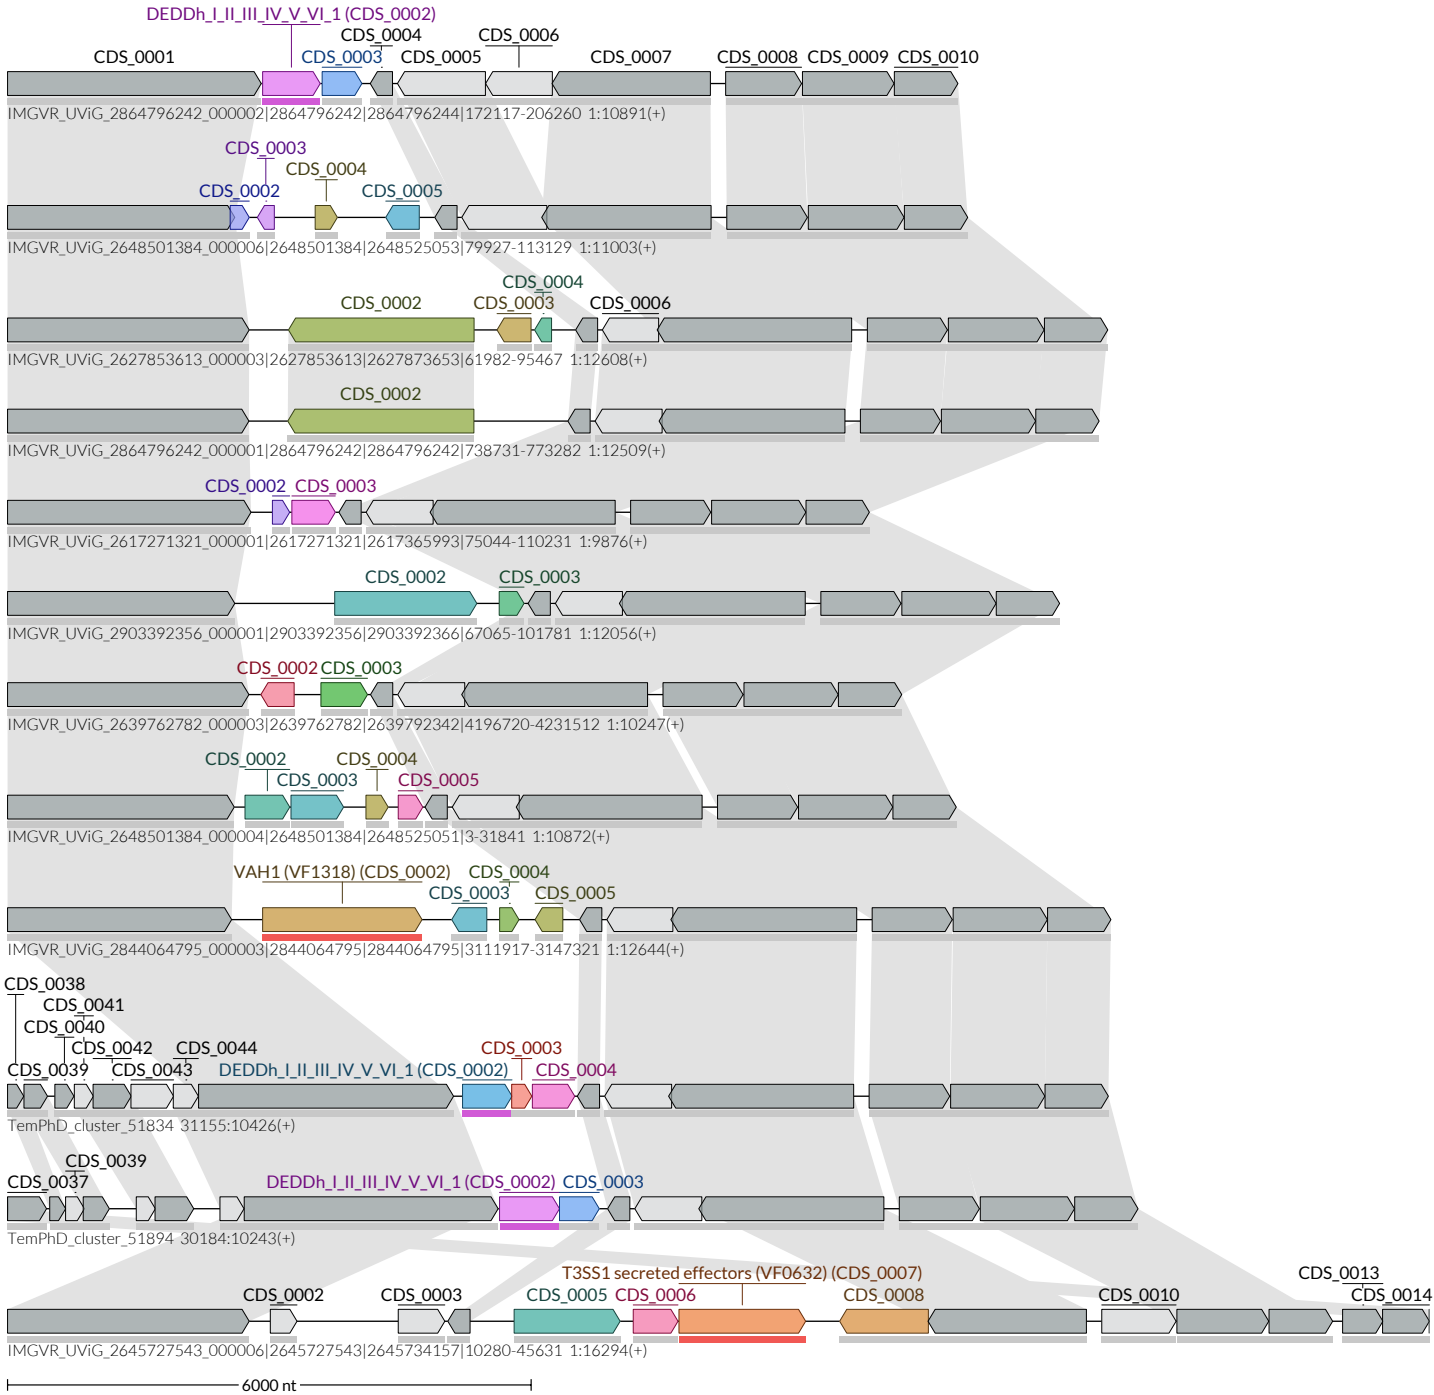 DEDDh_I_II_III_IV_V_VI_1 (CDS_0002)
CDS_0004 CDS_0006
CDS_0001 CDS_0003 CDS_0005 CDS_0007 CDS_0008 CDS_0009 CDS_0010
IMGVR_UViG_2864796242_000002|2864796242|2864796244|172117-206260 1:10891(+)
CDS_0003
CDS_0004
CDS_0002 CDS_0005
IMGVR_UViG_2648501384_000006|2648501384|2648525053|79927-113129 1:11003(+)
CDS_0004
CDS_0002 CDS_0003 CDS_0006
IMGVR_UViG_2627853613_000003|2627853613|2627873653|61982-95467 1:12608(+)
CDS_0002
IMGVR_UViG_2864796242_000001|2864796242|2864796242|738731-773282 1:12509(+)
CDS_0002 CDS_0003
IMGVR_UViG_2617271321_000001|2617271321|2617365993|75044-110231 1:9876(+)
CDS_0002 CDS_0003
IMGVR_UViG_2903392356_000001|2903392356|2903392366|67065-101781 1:12056(+)
CDS_0002 CDS_0003
IMGVR_UViG_2639762782_000003|2639762782|2639792342|4196720-4231512 1:10247(+)
CDS_0002 CDS_0004
CDS_0003 CDS_0005
IMGVR_UViG_2648501384_000004|2648501384|2648525051|3-31841 1:10872(+)
VAH1 (VF1318) (CDS_0002) CDS_0004
CDS_0003 CDS_0005
IMGVR_UViG_2844064795_000003|2844064795|2844064795|3111917-3147321 1:12644(+)
CDS_0038
CDS_0041
CDS_0040
CDS_0042 CDS_0044 CDS_0003
CDS_0039 CDS_0043 DEDDh_I_II_III_IV_V_VI_1 (CDS_0002) CDS_0004
TemPhD_cluster_51834 31155:10426(+)
CDS_0039
CDS_0037 DEDDh_I_II_III_IV_V_VI_1 (CDS_0002) CDS_0003
TemPhD_cluster_51894 30184:10243(+)
T3SS1 secreted effectors (VF0632) (CDS_0007) CDS_0013
CDS_0002 CDS_0003 CDS_0005 CDS_0006 CDS_0008 CDS_0010 CDS_0014
IMGVR_UViG_2645727543_000006|2645727543|2645734157|10280-45631 1:16294(+)
6000 nt